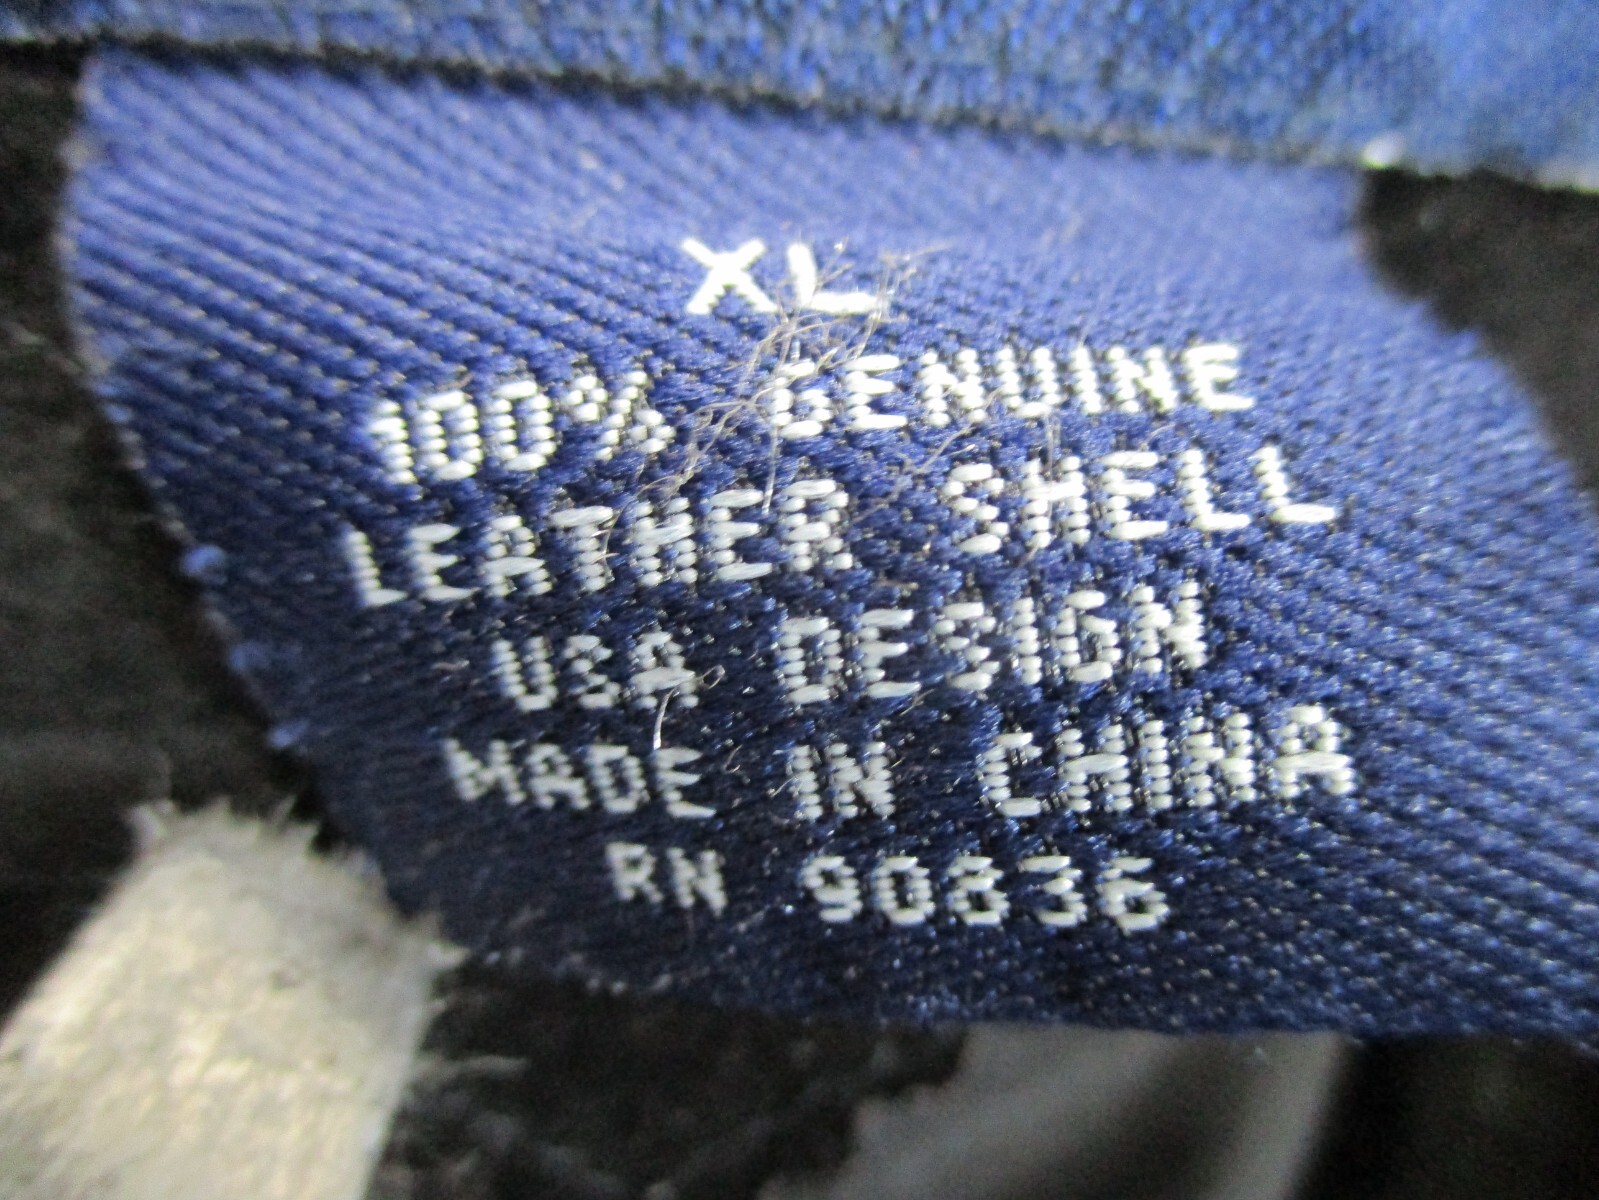 XL
100% GENUINE
LEATHER SHELL
USA DESIGN
MADE IN CHINA
RN 90836